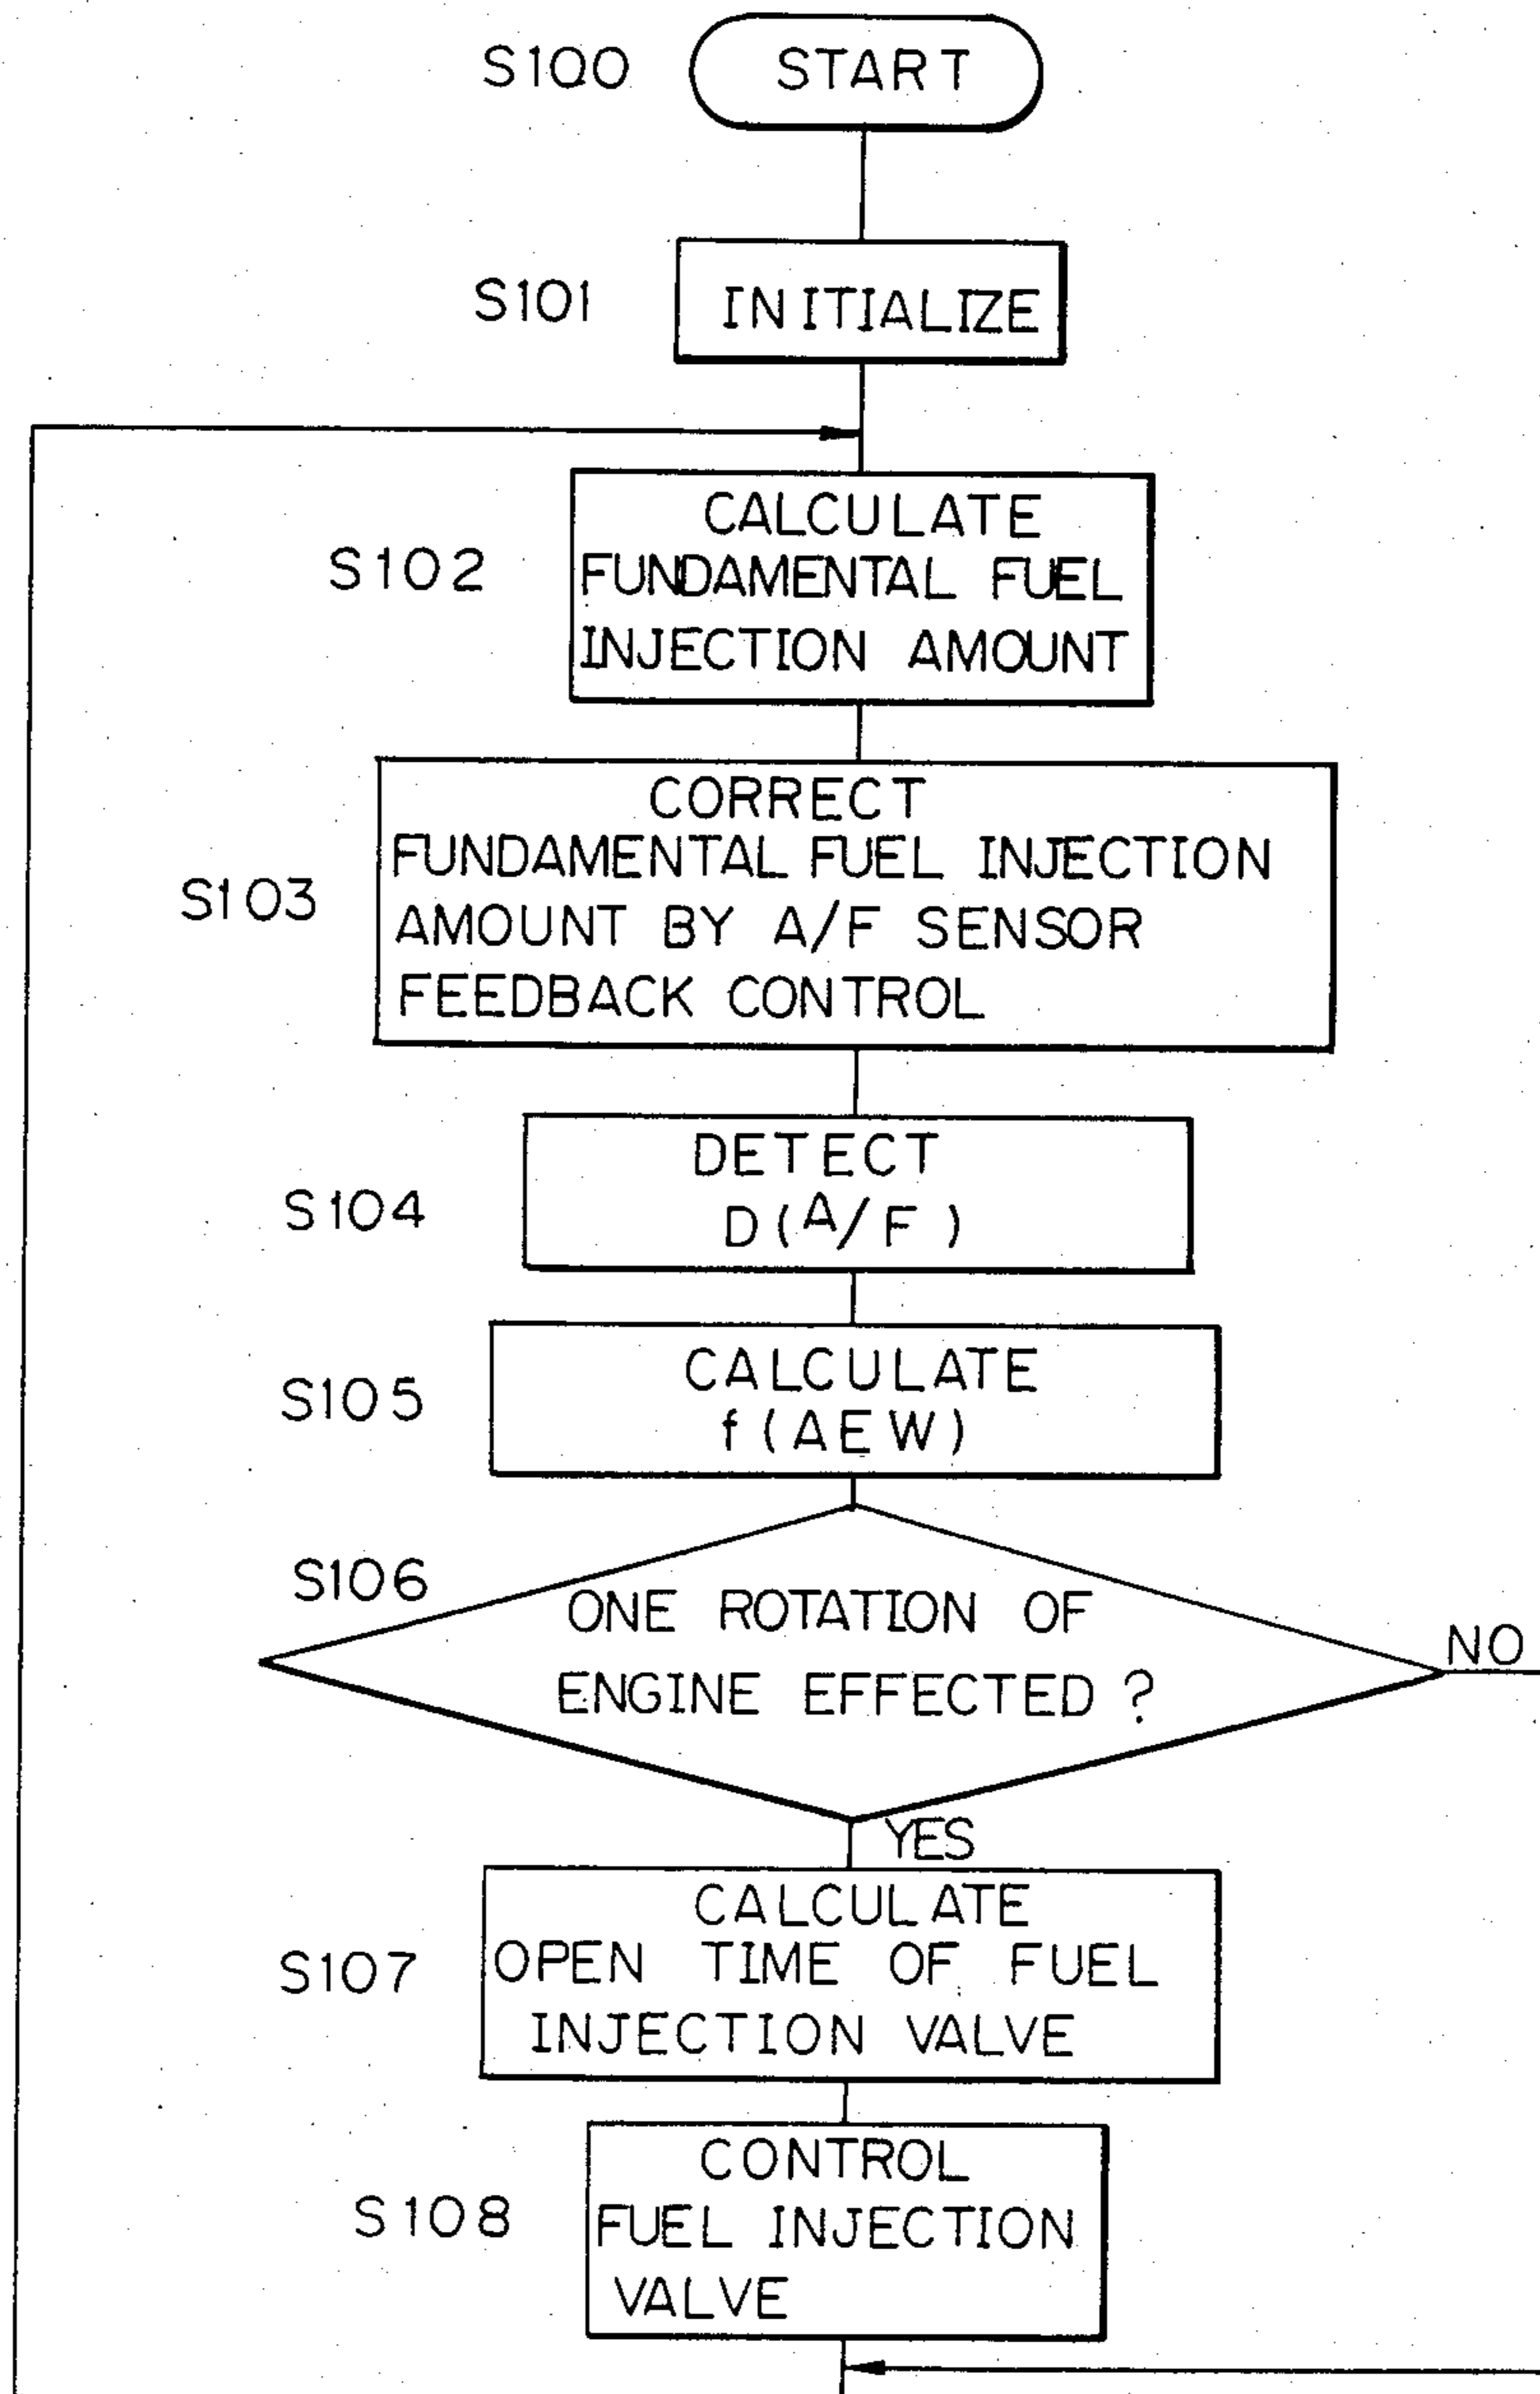 S100
START
S101
INITIALIZE
S102
CALCULATE
FUNDAMENTAL FUEL
INJECTION AMOUNT
S103
CORRECT
FUNDAMENTAL FUEL INJECTION
AMOUNT BY A/F SENSOR
FEEDBACK CONTROL
S104
DETECT
D(A/F)
S105
CALCULATE
f(AEW)
S106
ONE ROTATION OF
ENGINE EFFECTED ?
NO
YES
S107
CALCULATE
OPEN TIME OF FUEL
INJECTION VALVE
S108
CONTROL
FUEL INJECTION
VALVE